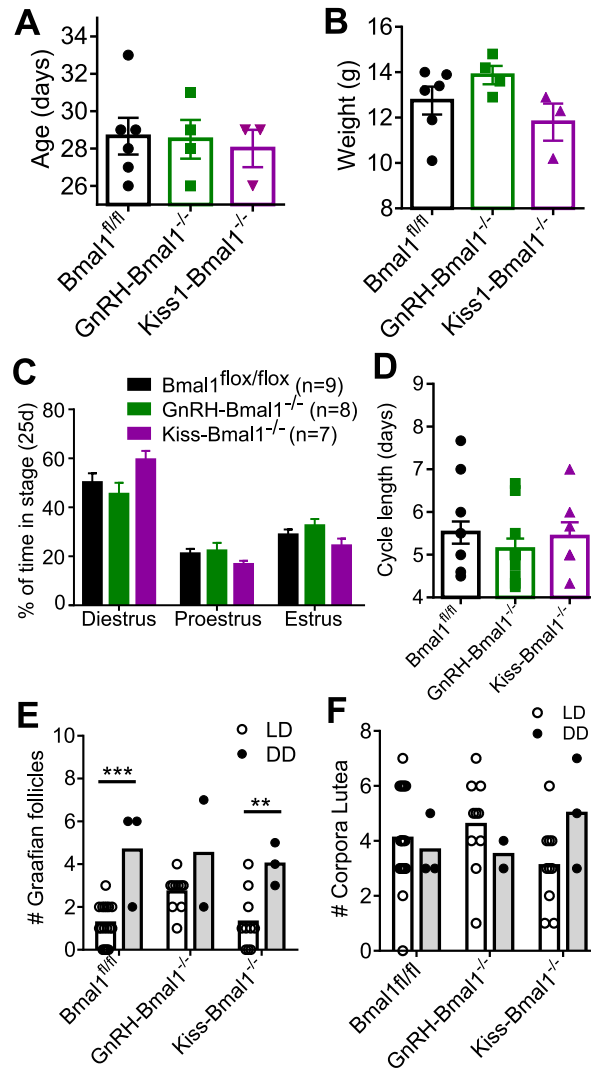 A
Age (days)
34
32
30
28
26
Bmal1fl/fl
GnRH-Bmal1-/-
Kiss1-Bmal1-/-
B
Weight (g)
16
14
12
10
8
Bmal1fl/fl
GnRH-Bmal1-/-
Kiss1-Bmal1-/-
C
Bmal1flox/flox (n=9)
GnRH-Bmal1-/- (n=8)
Kiss-Bmal1-/- (n=7)
% of time in stage (25d)
80
60
40
20
0
Diestrus Proestrus Estrus
D
Cycle length (days)
9
8
7
6
5
4
Bmal1fl/fl
GnRH-Bmal1-/-
Kiss-Bmal1-/-
E
LD
DD
# Graafian follicles
10
8
6
4
2
0
***
**
Bmal1fl/fl
GnRH-Bmal1-/-
Kiss-Bmal1-/-
F
LD
DD
# Corpora Lutea
8
6
4
2
0
Bmal1fl/fl
GnRH-Bmal1-/-
Kiss-Bmal1-/-